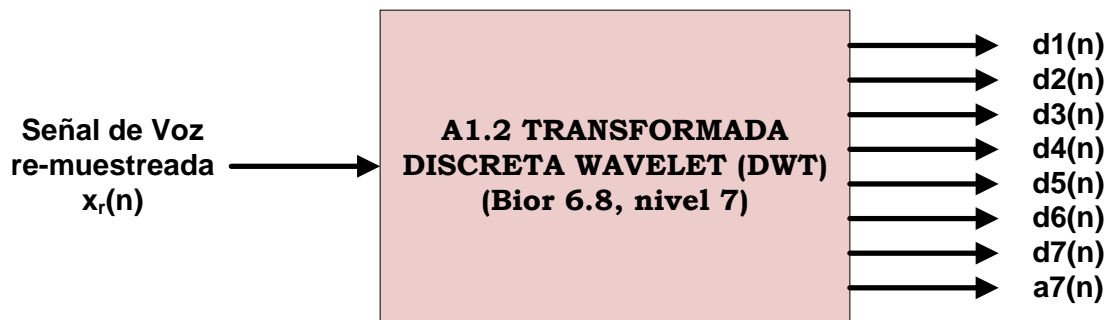 Señal de Voz
re-muestreada
xᵣ(n)
A1.2 TRANSFORMADA
DISCRETA WAVELET (DWT)
(Bior 6.8, nivel 7)
d1(n)
d2(n)
d3(n)
d4(n)
d5(n)
d6(n)
d7(n)
a7(n)